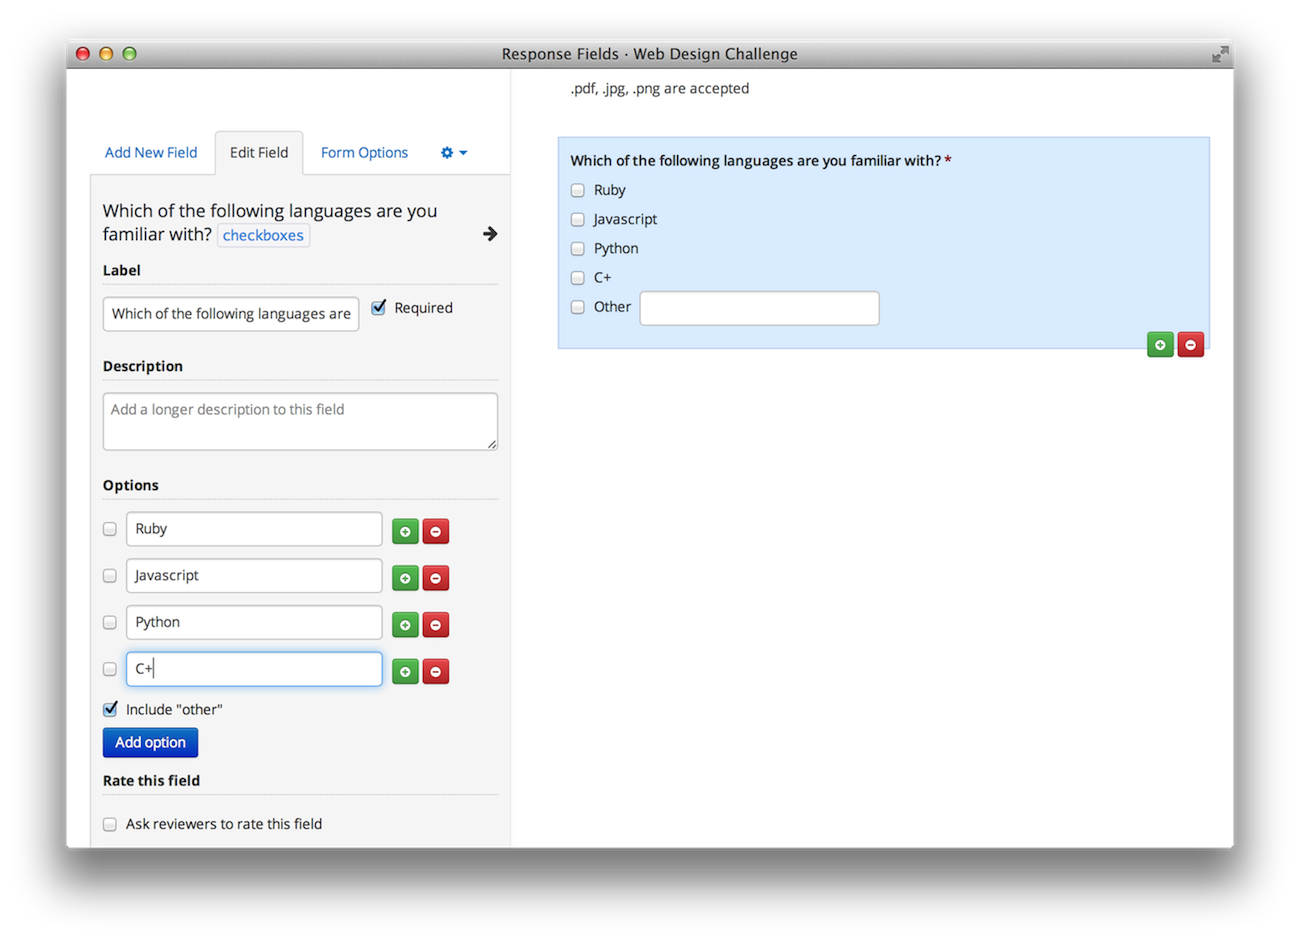 Response Fields · Web Design Challenge
.pdf, .jpg, .png are accepted
Add New Field
Edit Field
Form Options
Which of the following languages are you
familiar with? checkboxes
Label
Which of the following languages are
Required
Description
Add a longer description to this field
Options
Ruby
Javascript
Python
C+
Include "other"
Add option
Rate this field
Ask reviewers to rate this field
Which of the following languages are you familiar with? *
Ruby
Javascript
Python
C+
Other